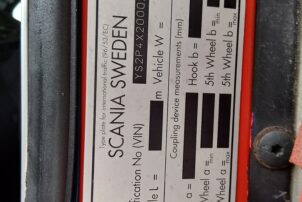 Type plate for international traffic (96/53/EC)
SCANIA SWEDEN
YS2P4X2000
fication No (VIN)
le L = m Vehicle W =
Coupling device measurements (mm)
a = Hook b =
Wheel a = min 5th Wheel b = min
Wheel a = max 5th Wheel b =